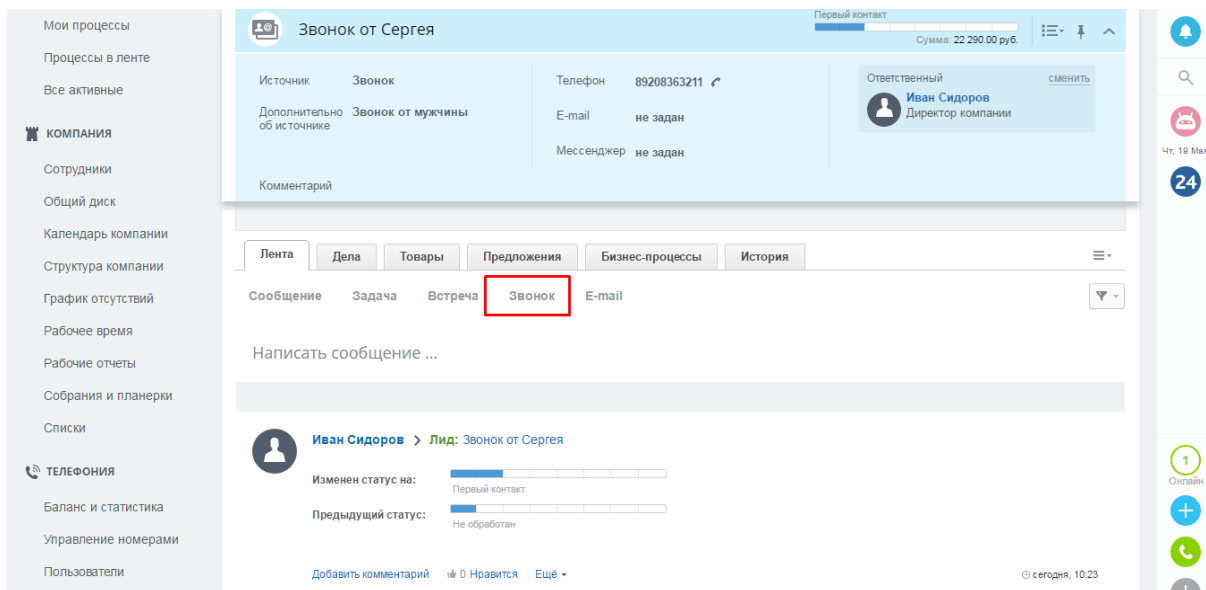 Мои процессы
Процессы в ленте
Все активные
КОМПАНИЯ
Сотрудники
Общий диск
Календарь компании
Структура компании
График отсутствий
Рабочее время
Рабочие отчеты
Собрания и планерки
Списки
ТЕЛЕФОНИЯ
Баланс и статистика
Управление номерами
Пользователи
Звонок от Сергея
Первый контакт
Сумма: 22 290.00 руб.
Источник Звонок
Дополнительно об источнике Звонок от мужчины
Комментарий
Телефон 89208363211
E-mail не задан
Мессенджер не задан
Ответственный сменить
Иван Сидоров
Директор компании
Лента Дела Товары Предложения Бизнес-процессы История
Сообщение Задача Встреча Звонок E-mail
Написать сообщение ...
Иван Сидоров > Лид: Звонок от Сергея
Изменен статус на:
Первый контакт
Предыдущий статус:
Не обработан
Добавить комментарий 0 Нравится Ещё
сегодня, 10:23
Чт, 19 Мая
24
1
Онлайн